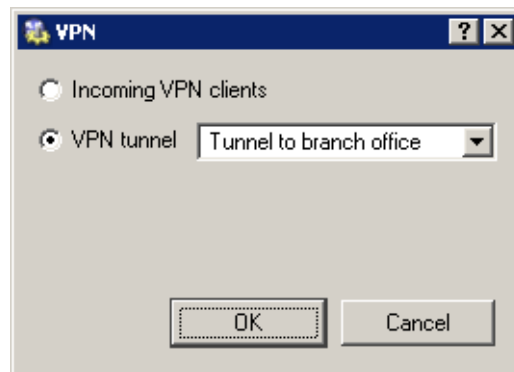 VPN
Incoming VPN clients
VPN tunnel Tunnel to branch office
OK Cancel